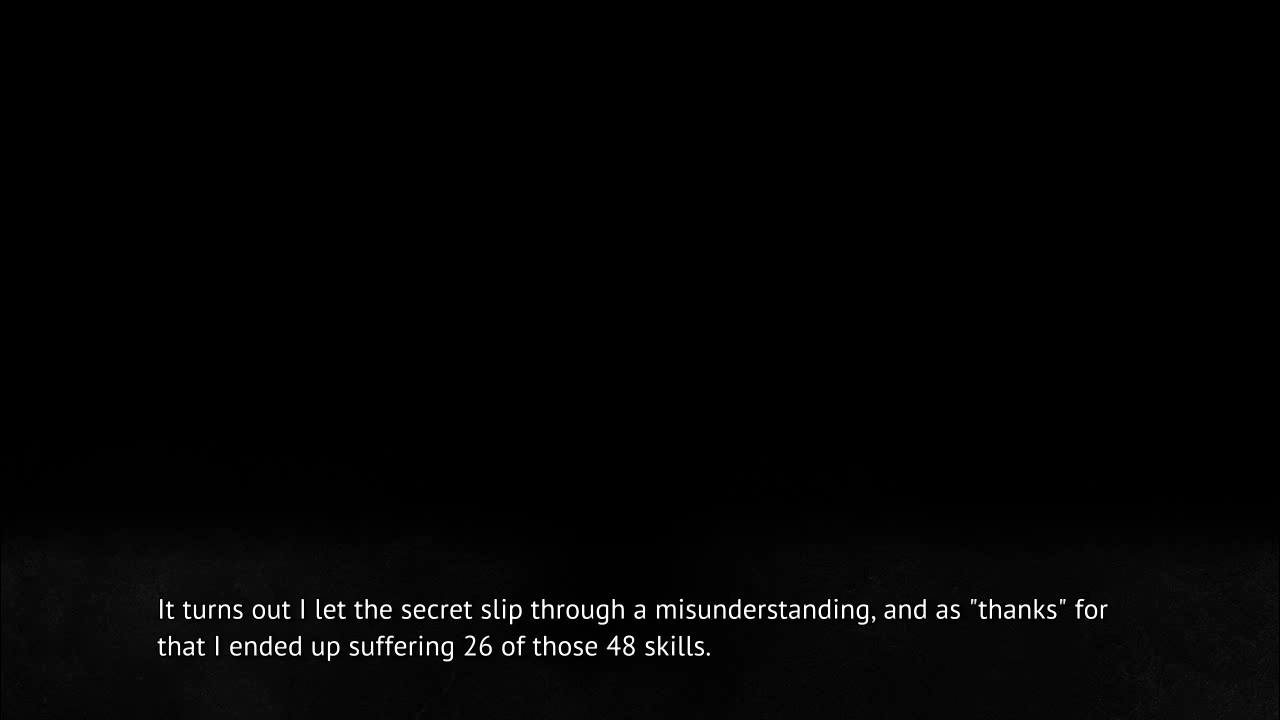 It turns out I let the secret slip through a misunderstanding, and as "thanks" for
that I ended up suffering 26 of those 48 skills.